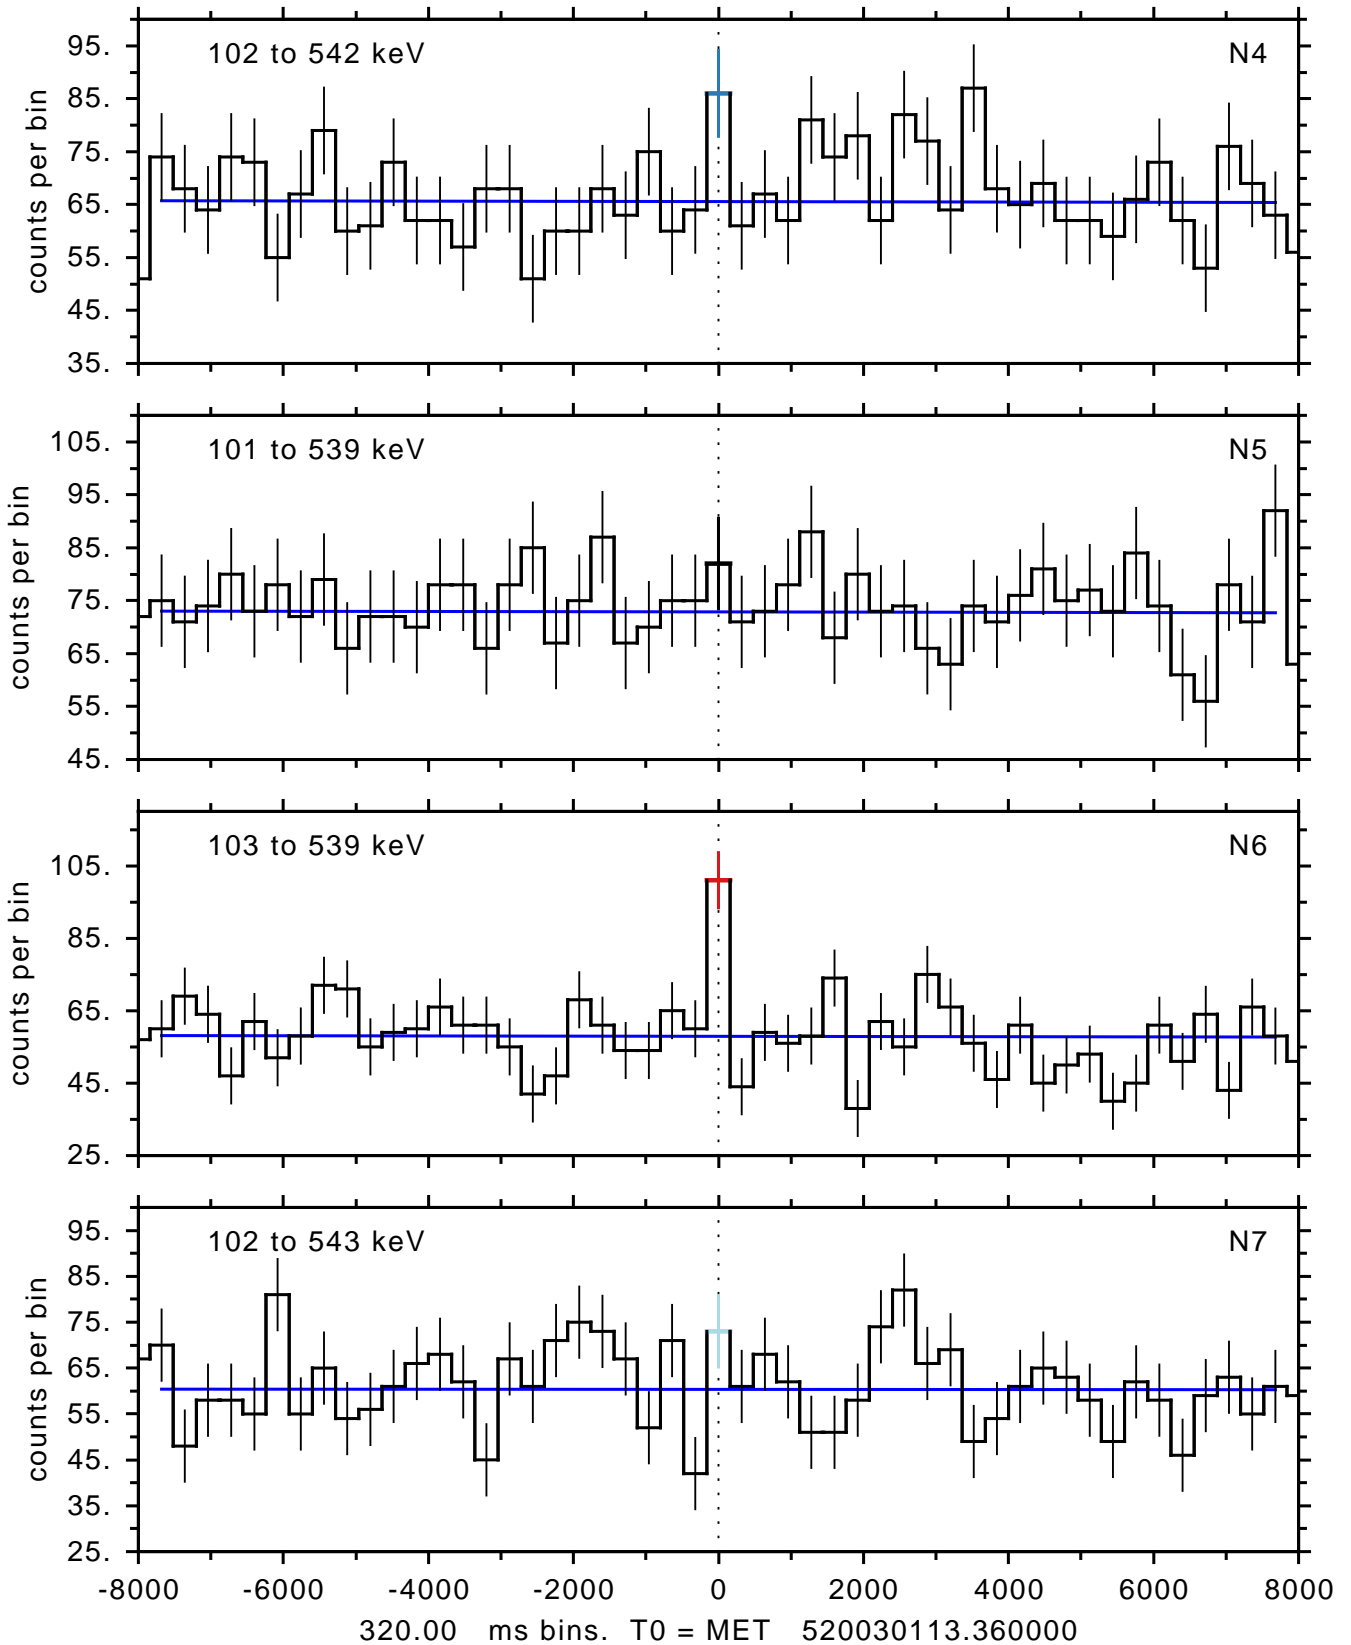 102 to 542 keV N4
95.
85.
75.
65.
55.
45.
35.
counts per bin
101 to 539 keV N5
105.
95.
85.
75.
65.
55.
45.
counts per bin
103 to 539 keV N6
105.
85.
65.
45.
25.
counts per bin
102 to 543 keV N7
95.
85.
75.
65.
55.
45.
35.
25.
counts per bin
-8000 -6000 -4000 -2000 0 2000 4000 6000 8000
320.00 ms bins. T0 = MET 520030113.360000